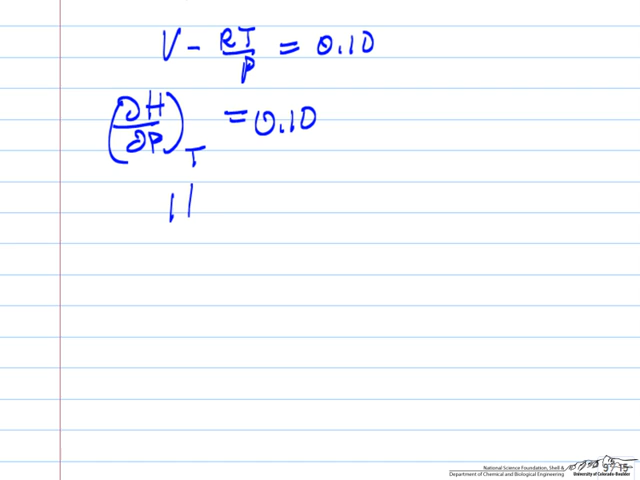 V - RT/P = 0.10
(∂H/∂P)_T = 0.10
National Science Foundation, Shell &
Department of Chemical and Biological Engineering
University of Colorado Boulder